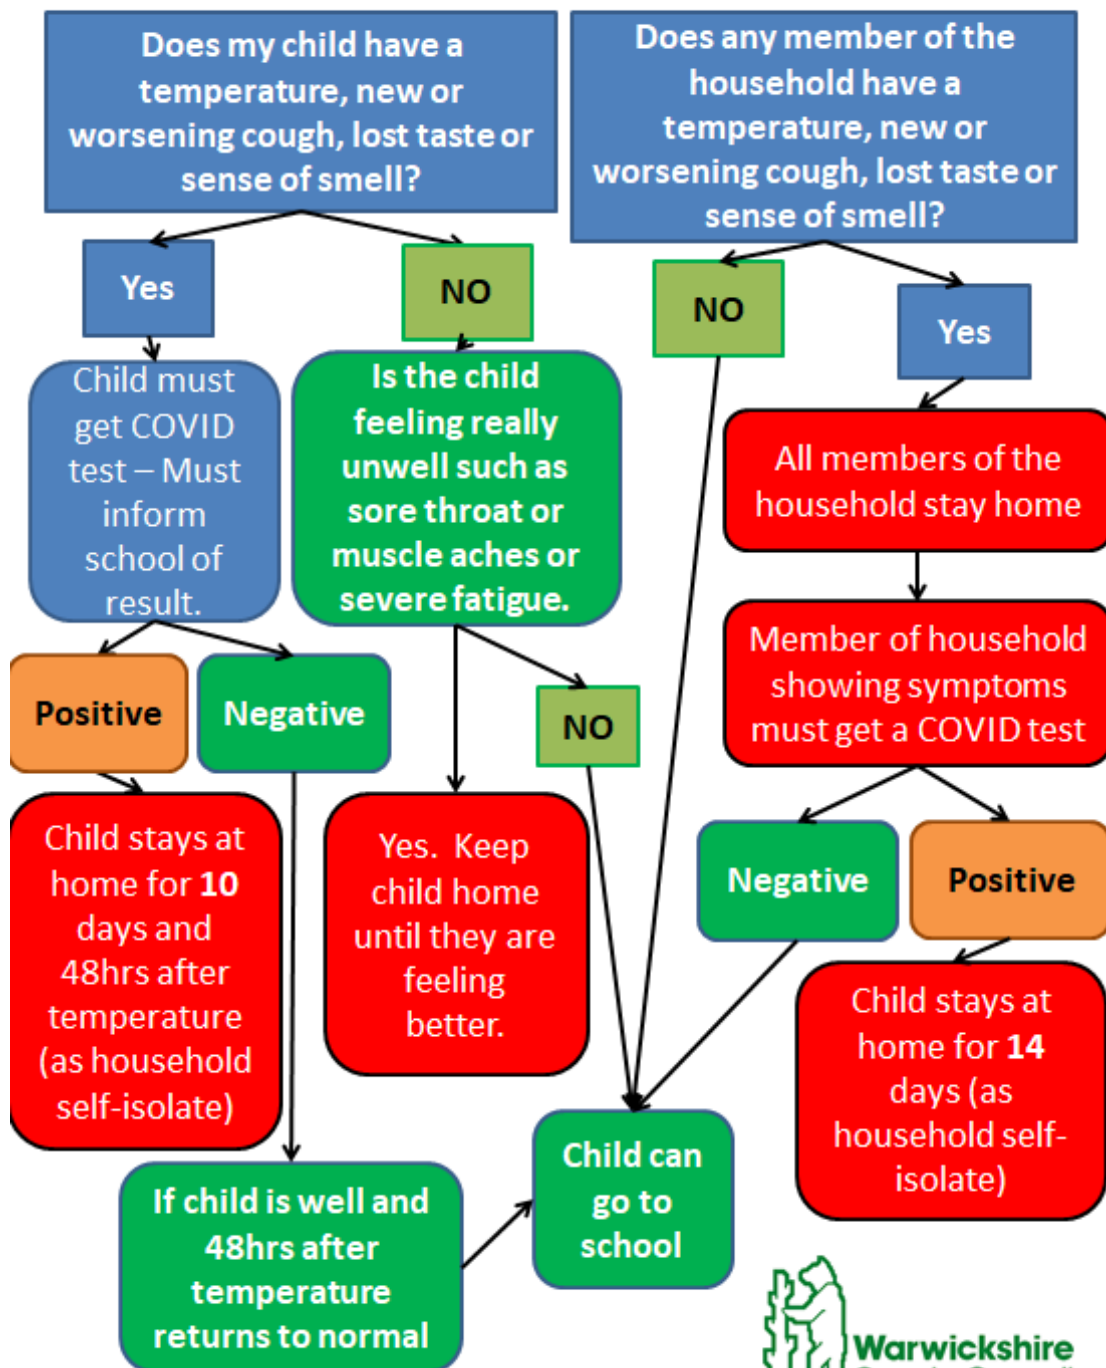 Does my child have a
temperature, new or
worsening cough, lost taste or
sense of smell?
Does any member of the
household have a
temperature, new or
worsening cough, lost taste or
sense of smell?
Yes
NO
NO
Yes
Child must
get COVID
test – Must
inform
school of
result.
Is the child
feeling really
unwell such as
sore throat or
muscle aches or
severe fatigue.
All members of the
household stay home
Member of household
showing symptoms
must get a COVID test
Positive
Negative
NO
Negative
Positive
Child stays at
home for 10
days and
48hrs after
temperature
(as household
self-isolate)
Yes. Keep
child home
until they are
feeling
better.
Child stays at
home for 14
days (as
household self-
isolate)
If child is well and
48hrs after
temperature
returns to normal
Child can
go to
school
Warwickshire